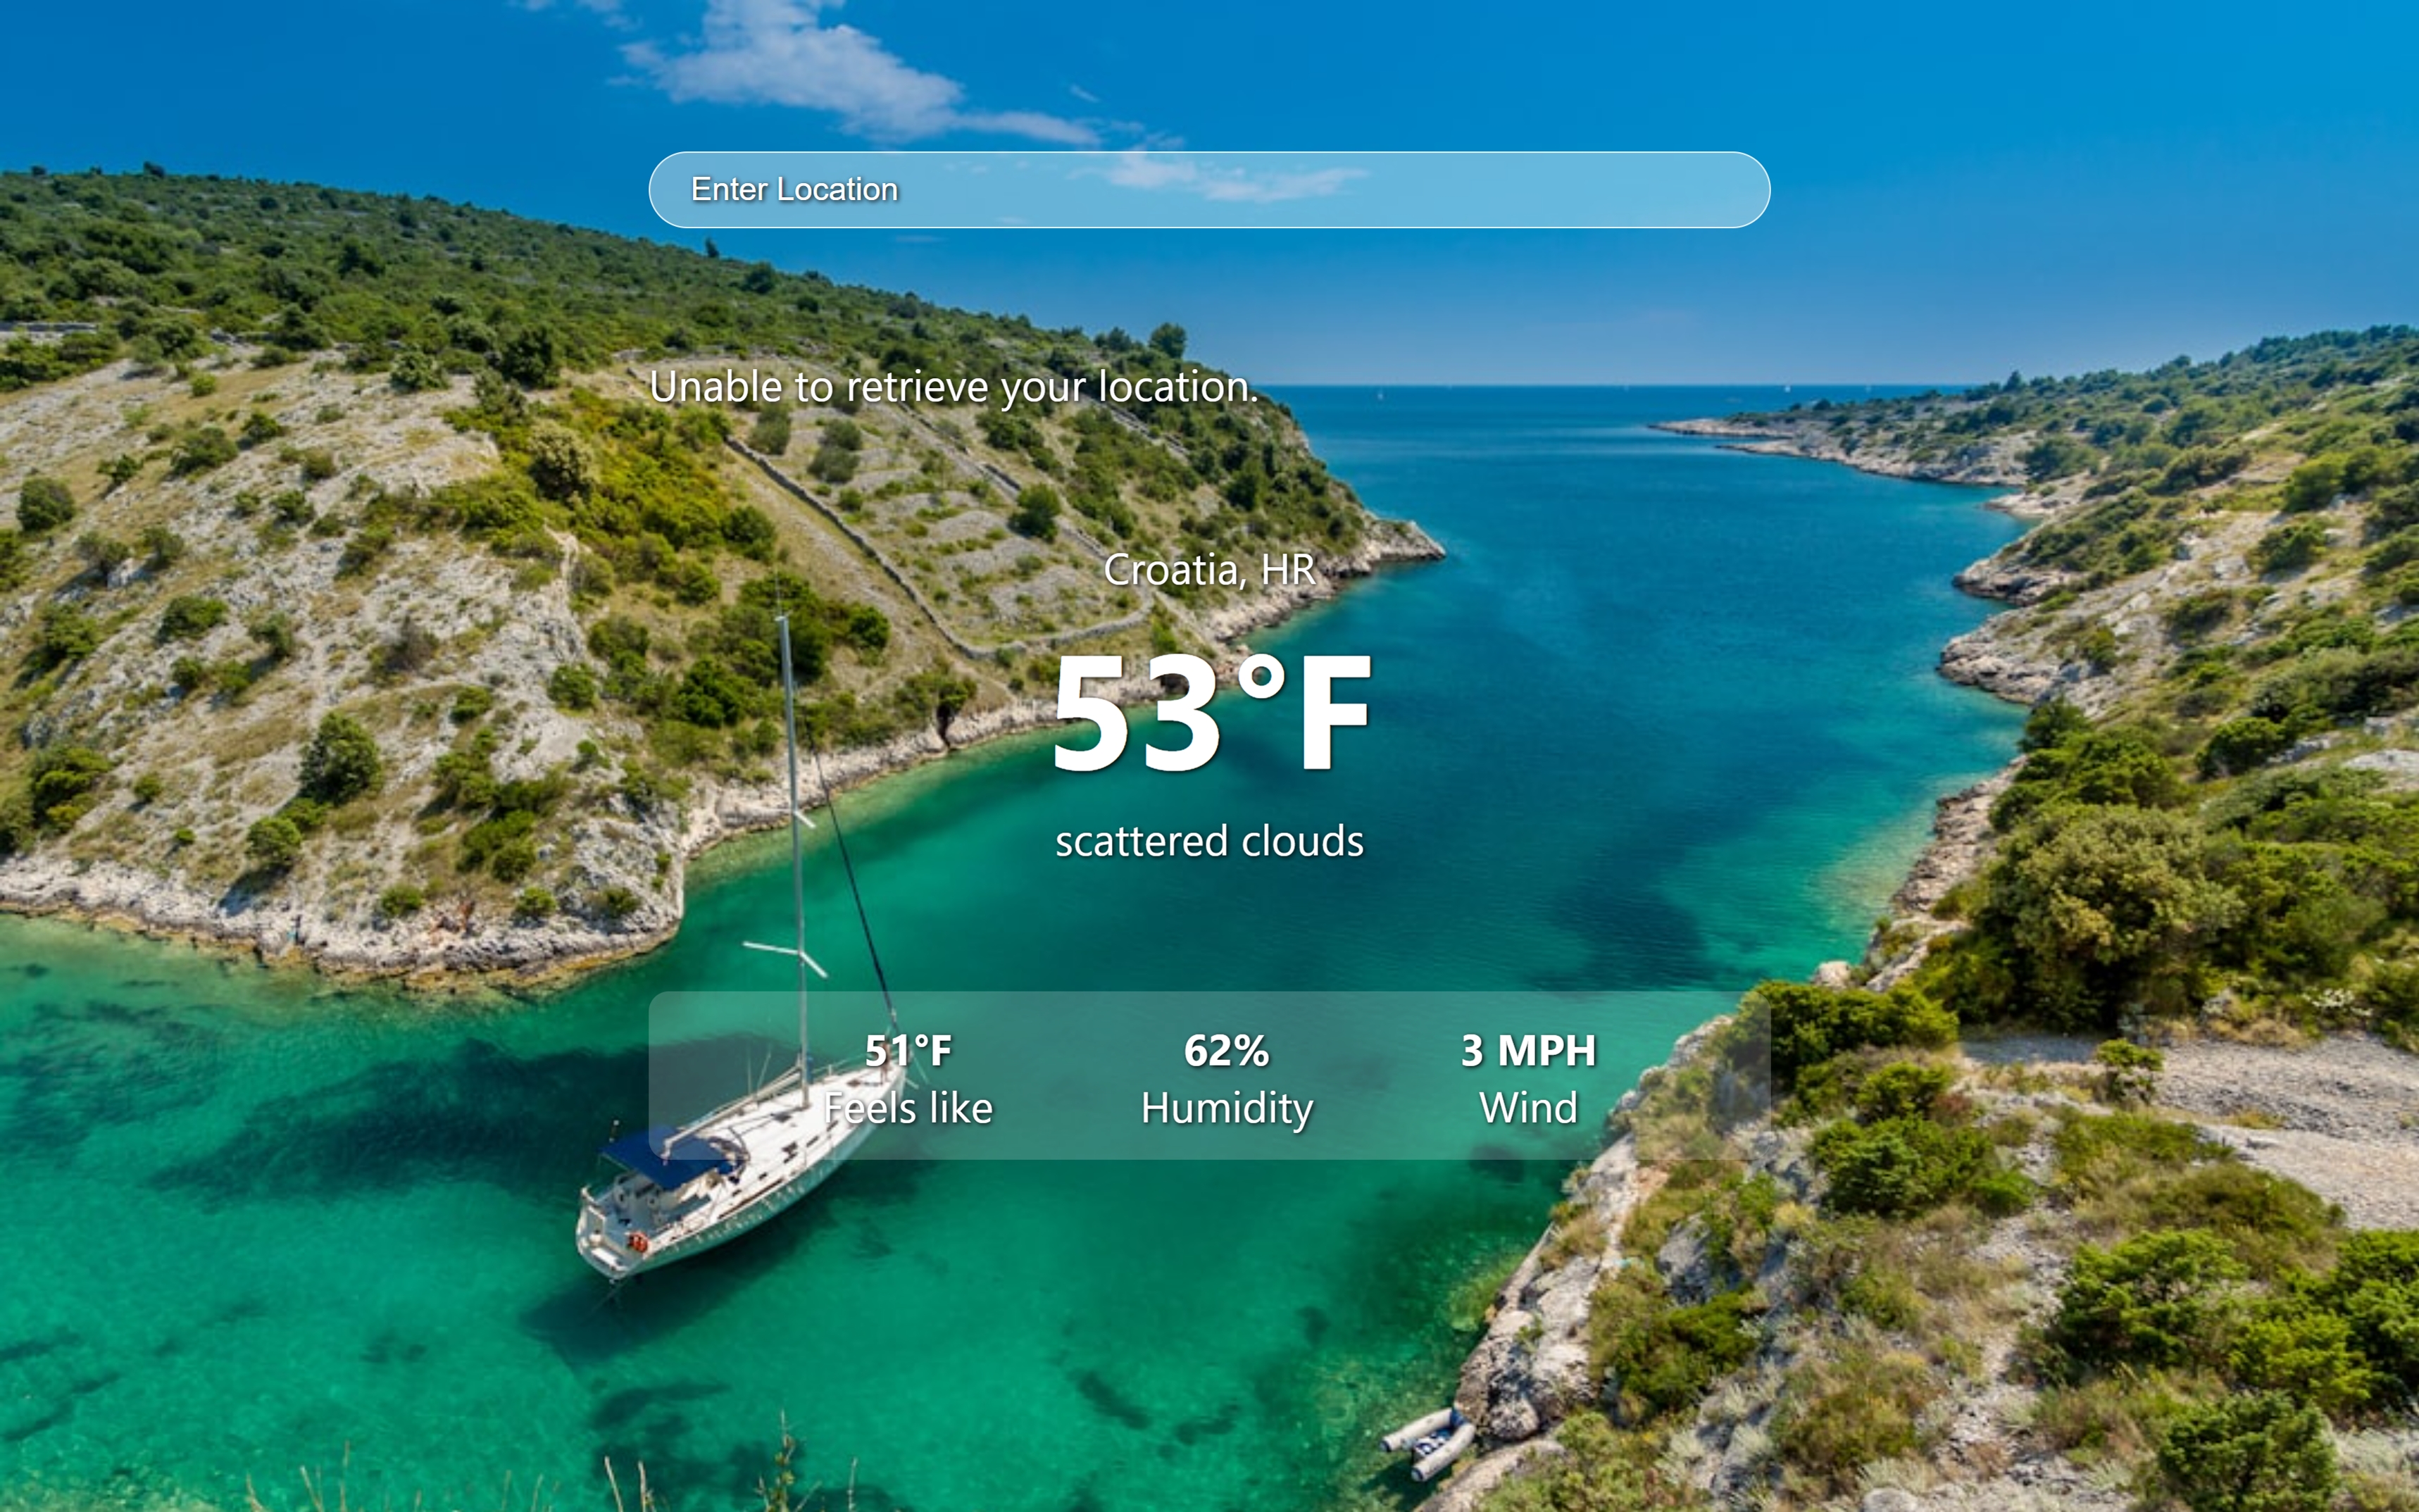 Enter Location
Unable to retrieve your location.
Croatia, HR
53°F
scattered clouds
51°F 62% 3 MPH
Feels like Humidity Wind